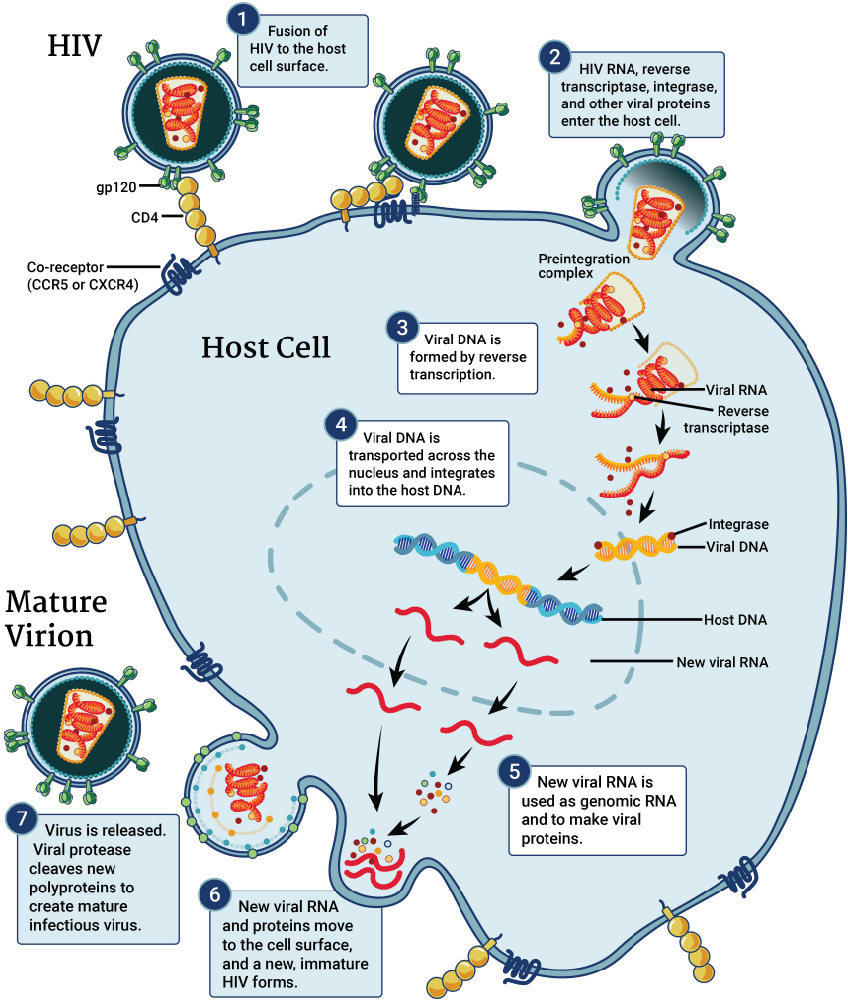 HIV
1
Fusion of
HIV to the host
cell surface.
2
HIV RNA, reverse
transcriptase, integrase,
and other viral proteins
enter the host cell.
gp120
CD4
Co-receptor
(CCR5 or CXCR4)
Preintegration
complex
Host Cell
3
Viral DNA is
formed by reverse
transcription.
Viral RNA
Reverse
transcriptase
4
Viral DNA is
transported across the
nucleus and integrates
into the host DNA.
Integrase
Viral DNA
Host DNA
New viral RNA
5
New viral RNA is
used as genomic RNA
and to make viral
proteins.
6
New viral RNA
and proteins move
to the cell surface,
and a new, immature
HIV forms.
Mature
Virion
7
Virus is released.
Viral protease
cleaves new
polyproteins to
create mature
infectious virus.